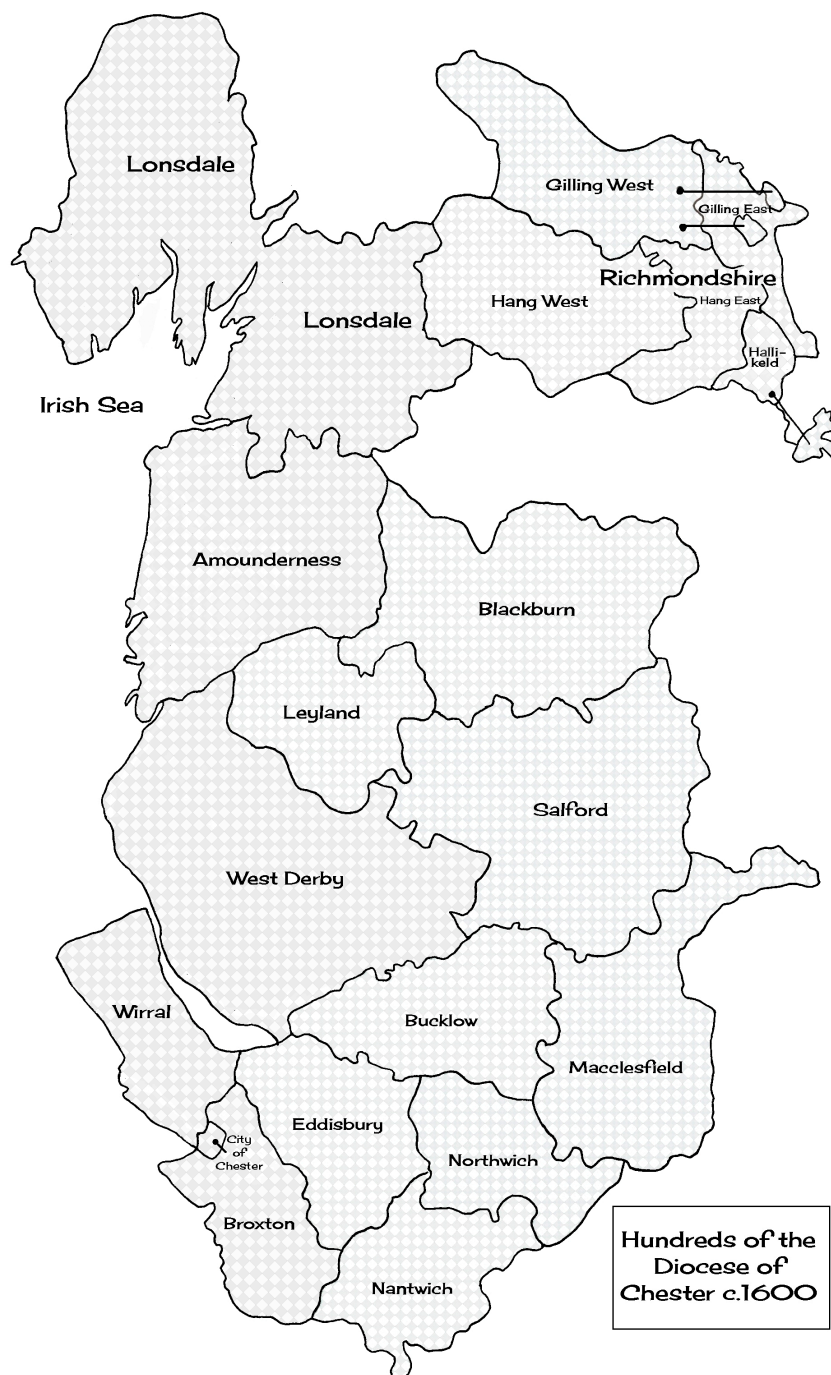 Lonsdale
Gilling West
Gilling East
Richmondshire
Hang West
Hang East
Lonsdale
Halli-
keld
Irish Sea
Amounderness
Blackburn
Leyland
Salford
West Derby
Wirral
Bucklow
Macclesfield
Eddisbury
City
of
Chester
Northwich
Broxton
Nantwich
Hundreds of the
Diocese of
Chester c.1600